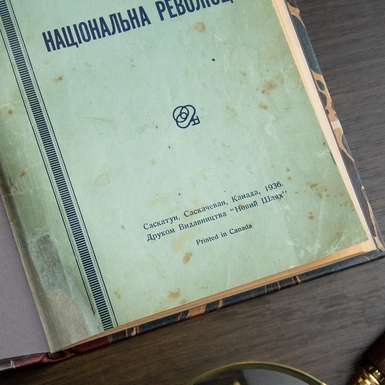 НАЦІОНАЛЬНА
Саскатун, Саскачеван, Канада, 1936.
Друком Видавництва "Новий Шлях"
Printed in Canada